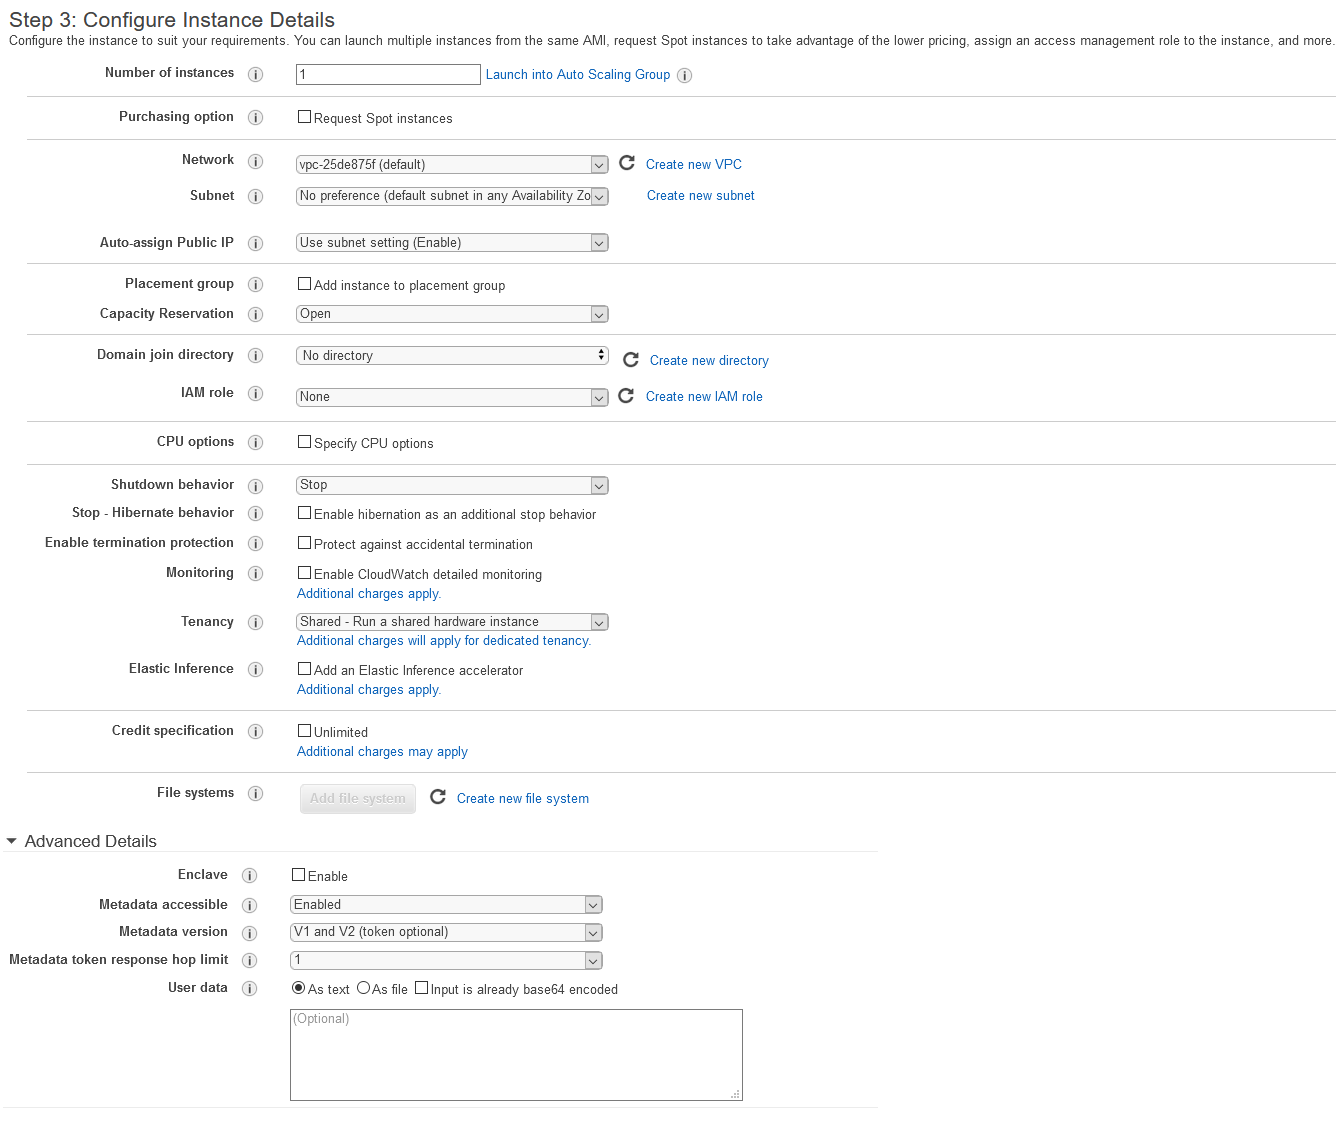 Step 3: Configure Instance Details
Configure the instance to suit your requirements. You can launch multiple instances from the same AMI, request Spot instances to take advantage of the lower pricing, assign an access management role to the instance, and more.
Number of instances i 1 Launch into Auto Scaling Group i
Purchasing option i Request Spot instances
Network i vpc-25de875f (default) Create new VPC
Subnet i No preference (default subnet in any Availability Zo Create new subnet
Auto-assign Public IP i Use subnet setting (Enable)
Placement group i Add instance to placement group
Capacity Reservation i Open
Domain join directory i No directory Create new directory
IAM role i None Create new IAM role
CPU options i Specify CPU options
Shutdown behavior i Stop
Stop - Hibernate behavior i Enable hibernation as an additional stop behavior
Enable termination protection i Protect against accidental termination
Monitoring i Enable CloudWatch detailed monitoring
Additional charges apply.
Tenancy i Shared - Run a shared hardware instance
Additional charges will apply for dedicated tenancy.
Elastic Inference i Add an Elastic Inference accelerator
Additional charges apply.
Credit specification i Unlimited
Additional charges may apply
File systems i Add file system Create new file system
Advanced Details
Enclave i Enable
Metadata accessible i Enabled
Metadata version i V1 and V2 (token optional)
Metadata token response hop limit i 1
User data i As text As file Input is already base64 encoded
(Optional)